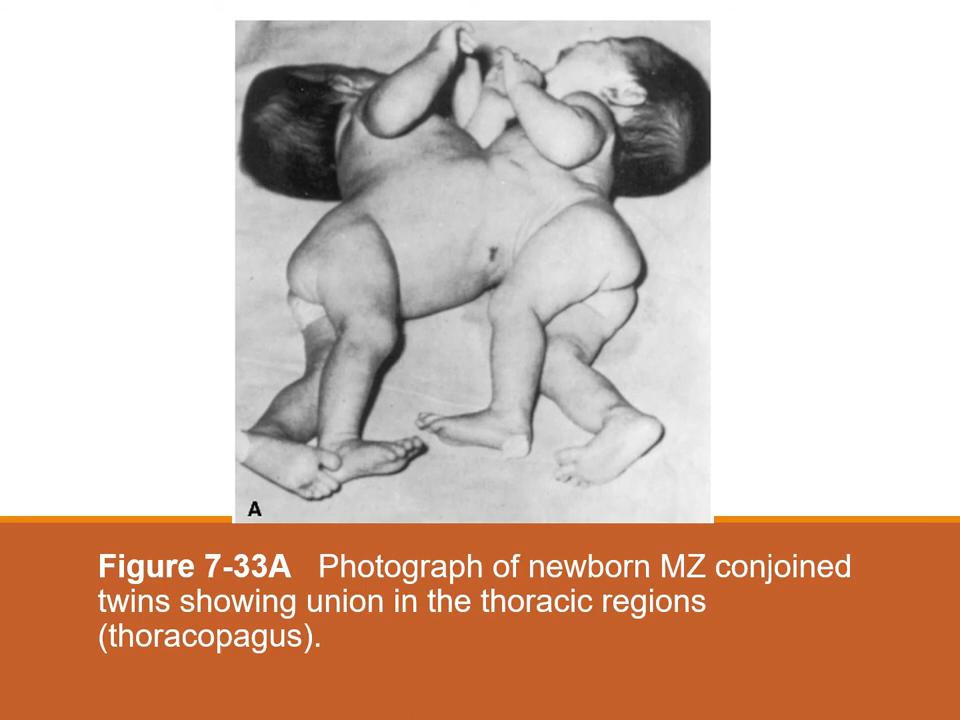 A
Figure 7-33A Photograph of newborn MZ conjoined
twins showing union in the thoracic regions
(thoracopagus).